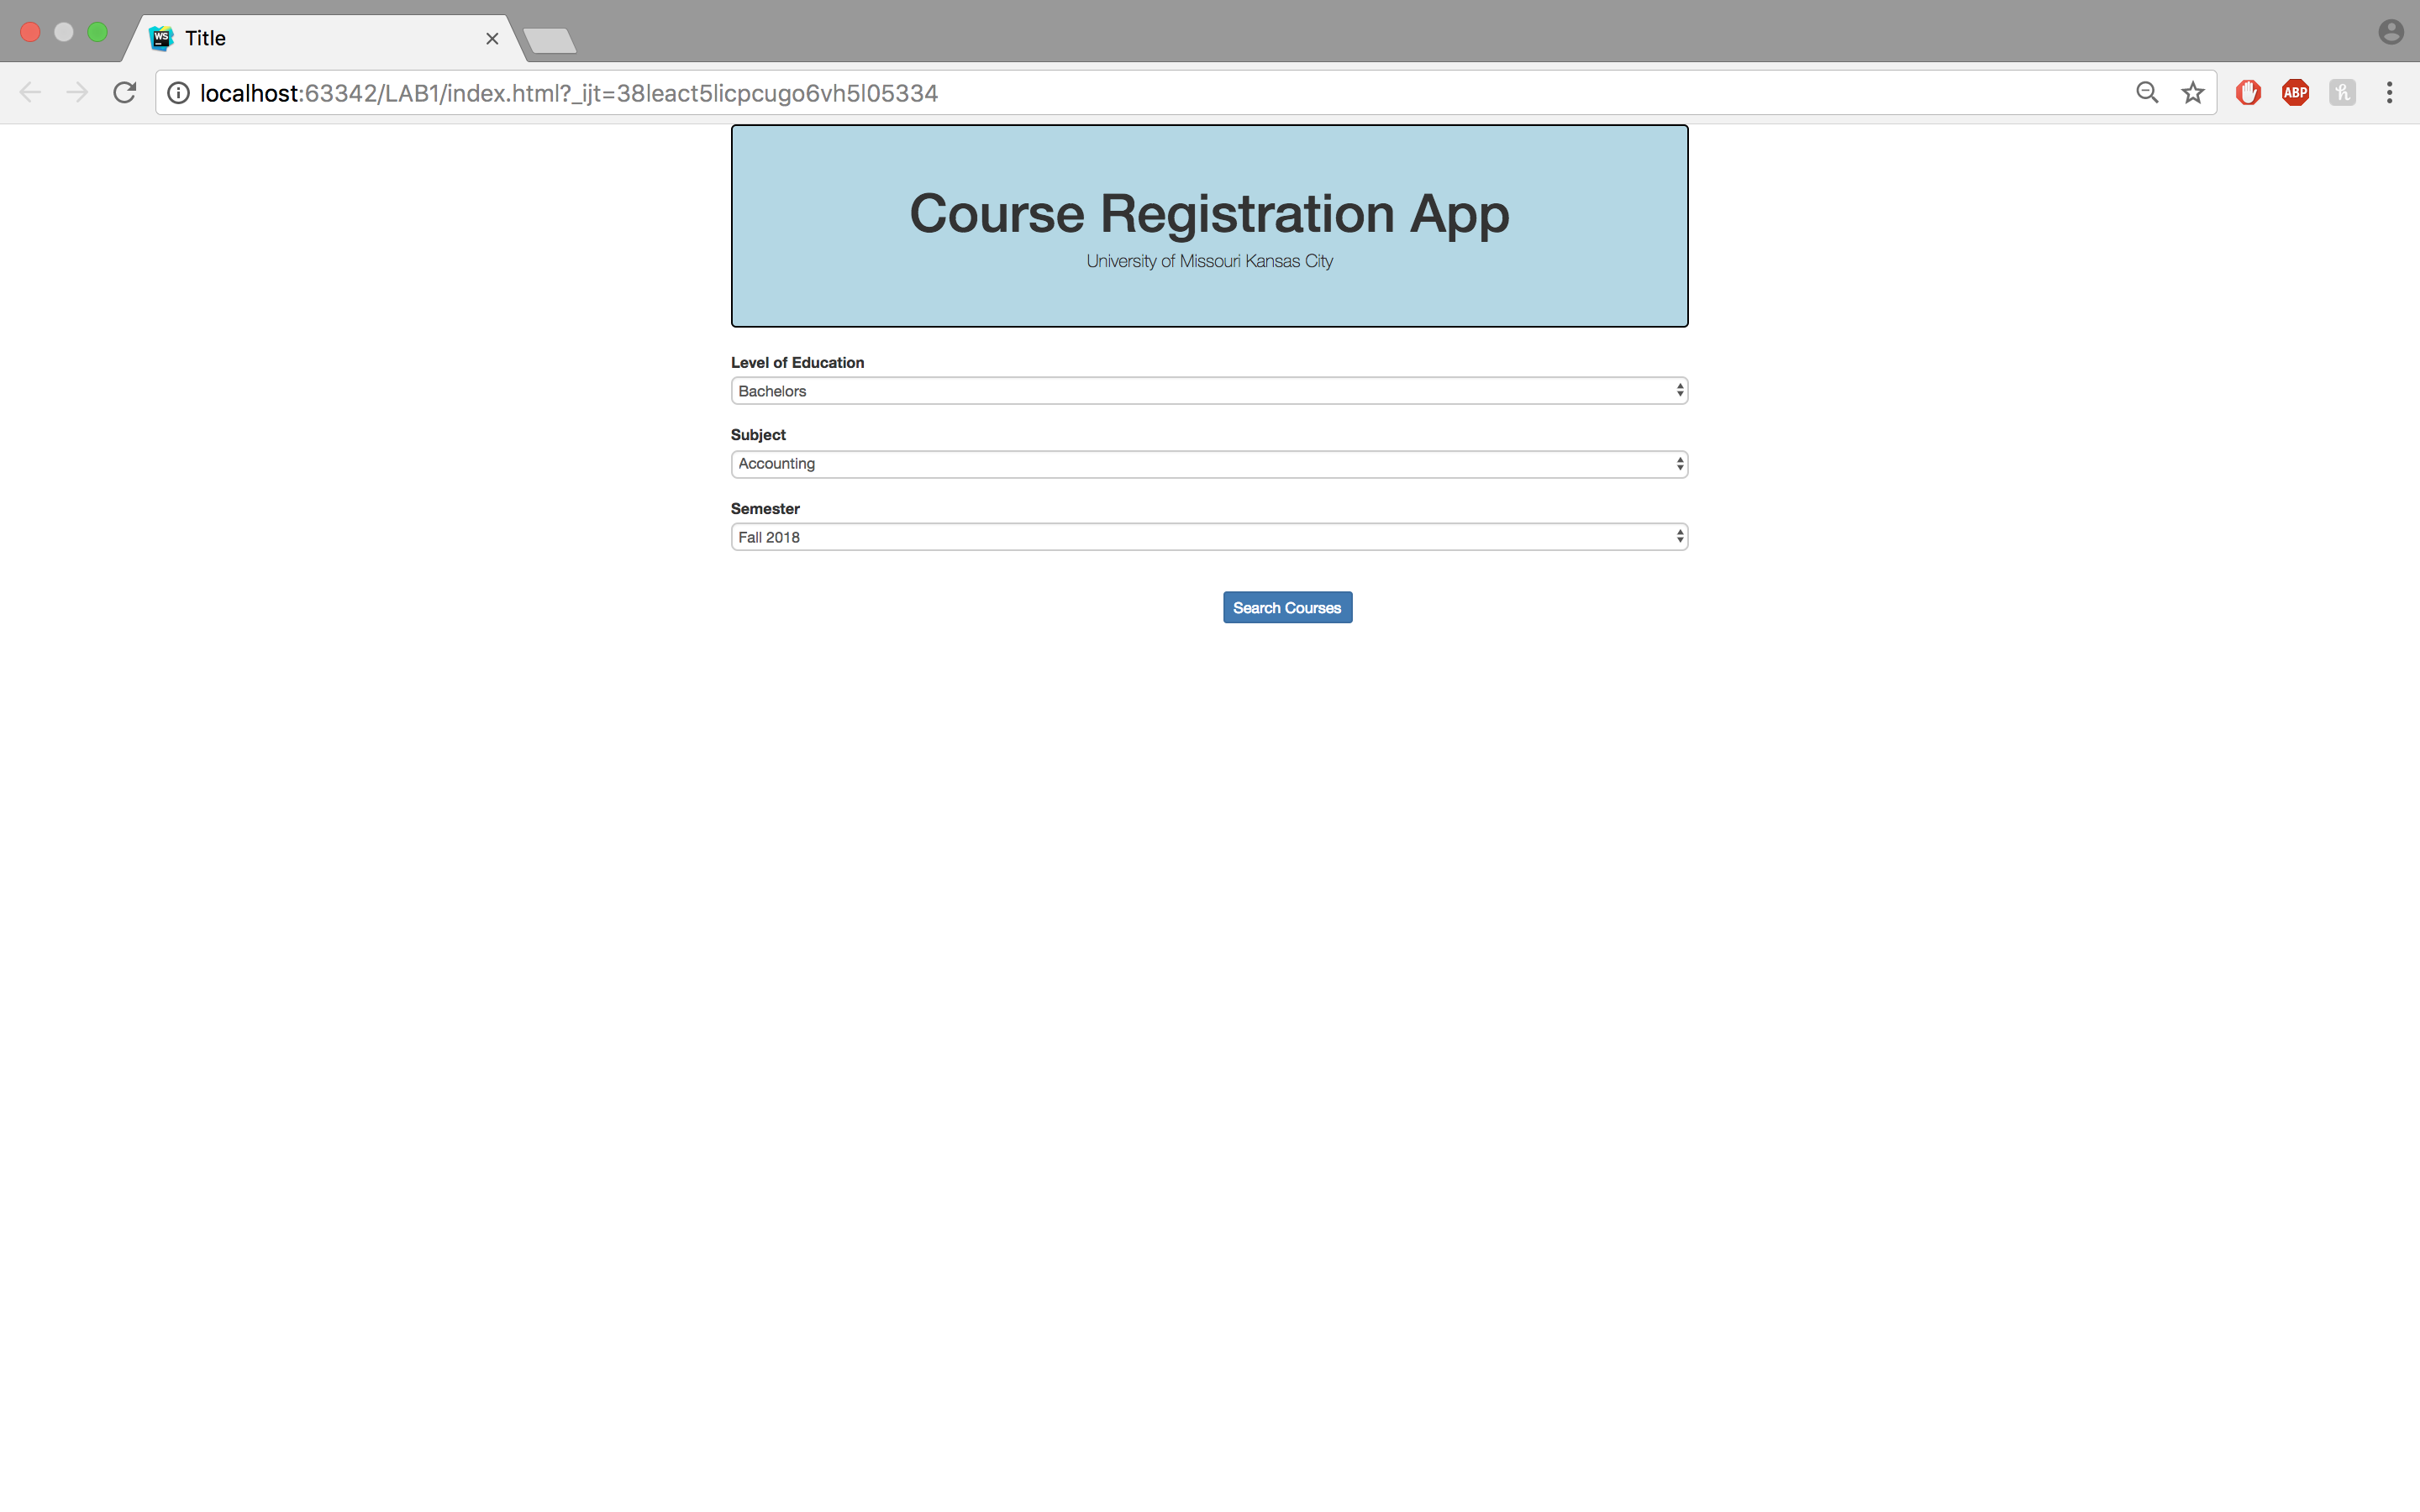 WS
Title
localhost:63342/LAB1/index.html?_ijt=38leact5licpcugo6vh5l05334
ABP
h
Course Registration App
University of Missouri Kansas City
Level of Education
Bachelors
Subject
Accounting
Semester
Fall 2018
Search Courses